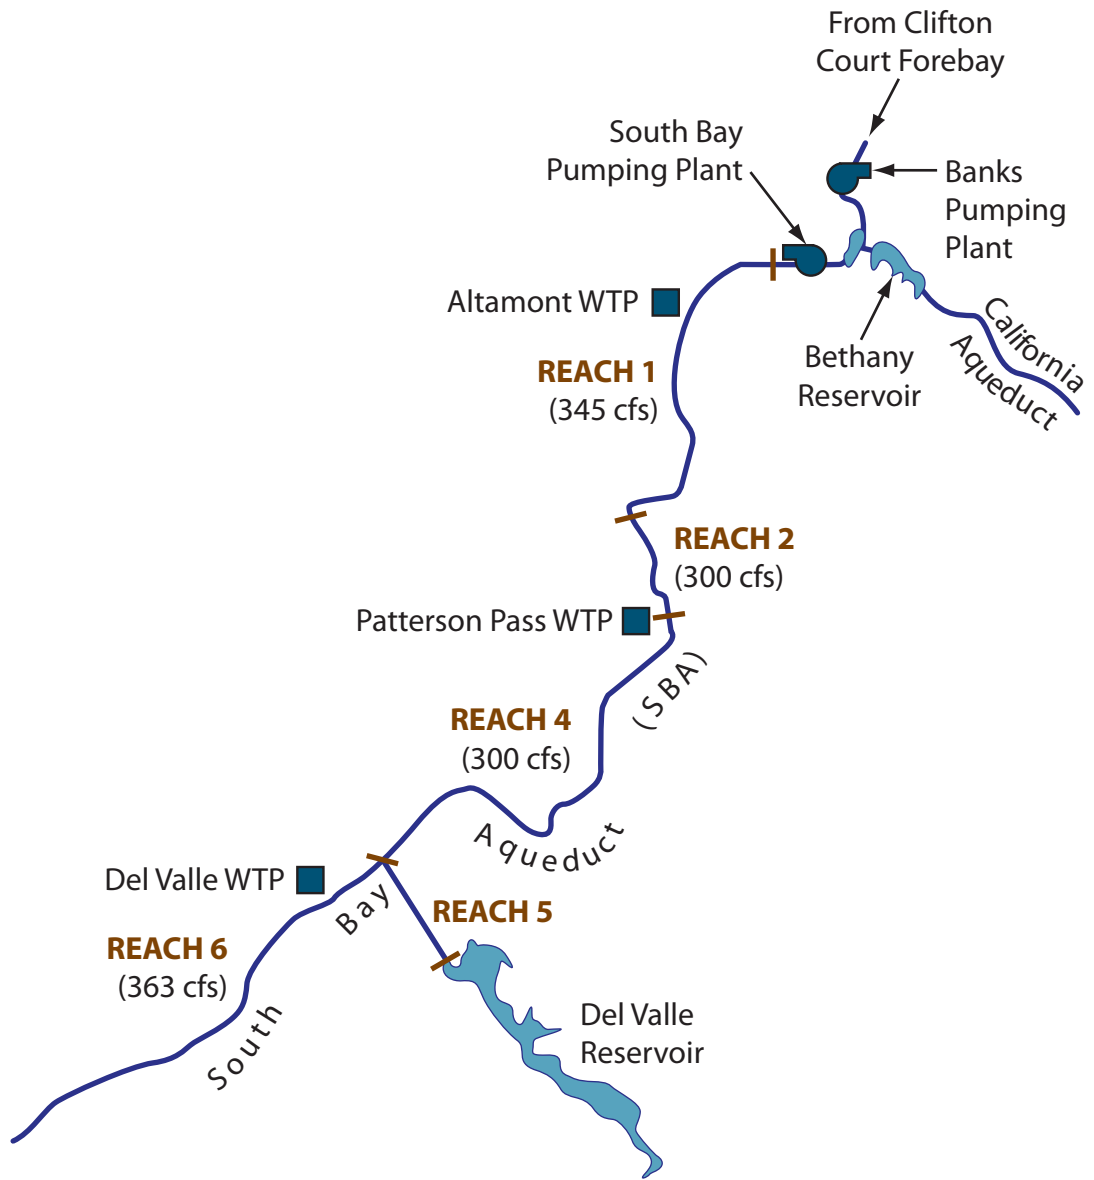 From Clifton
Court Forebay
South Bay
Pumping Plant
Banks
Pumping
Plant
Altamont WTP
Bethany
Reservoir
California
Aqueduct
REACH 1
(345 cfs)
REACH 2
(300 cfs)
Patterson Pass WTP
(SBA)
REACH 4
(300 cfs)
Aqueduct
Del Valle WTP
Bay
REACH 5
REACH 6
(363 cfs)
South
Del Valle
Reservoir